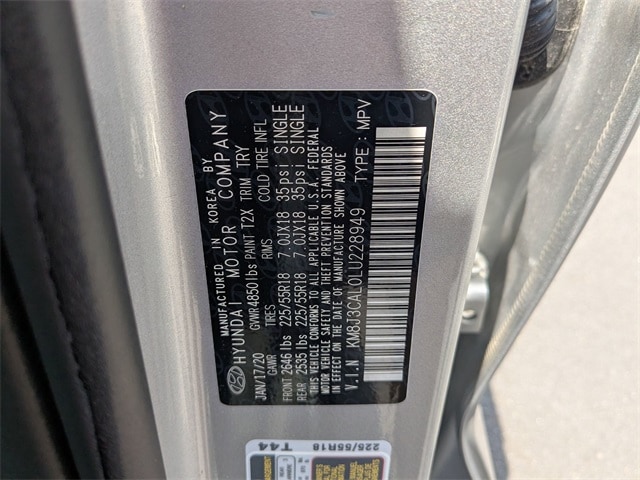 MANUFACTURED IN KOREA BY
HYUNDAI MOTOR COMPANY
JAN/17/20 GVWR 4850 lbs PAINT T2X TRIM TRY
GAWR TIRES RMS COLD TIRE INFL
FRONT 2646 lbs 225/55R18 7.0JX18 35psi SINGLE
REAR 2535 lbs 225/55R18 7.0JX18 35psi SINGLE
THIS VEHICLE CONFORMS TO ALL APPLICABLE U.S.A. FEDERAL
MOTOR VEHICLE SAFETY AND THEFT PREVENTION STANDARDS
IN EFFECT ON THE DATE OF MANUFACTURE SHOWN ABOVE
V.I.N KM8J3CAL0LU228949 TYPE : MPV
225/55R18
T44